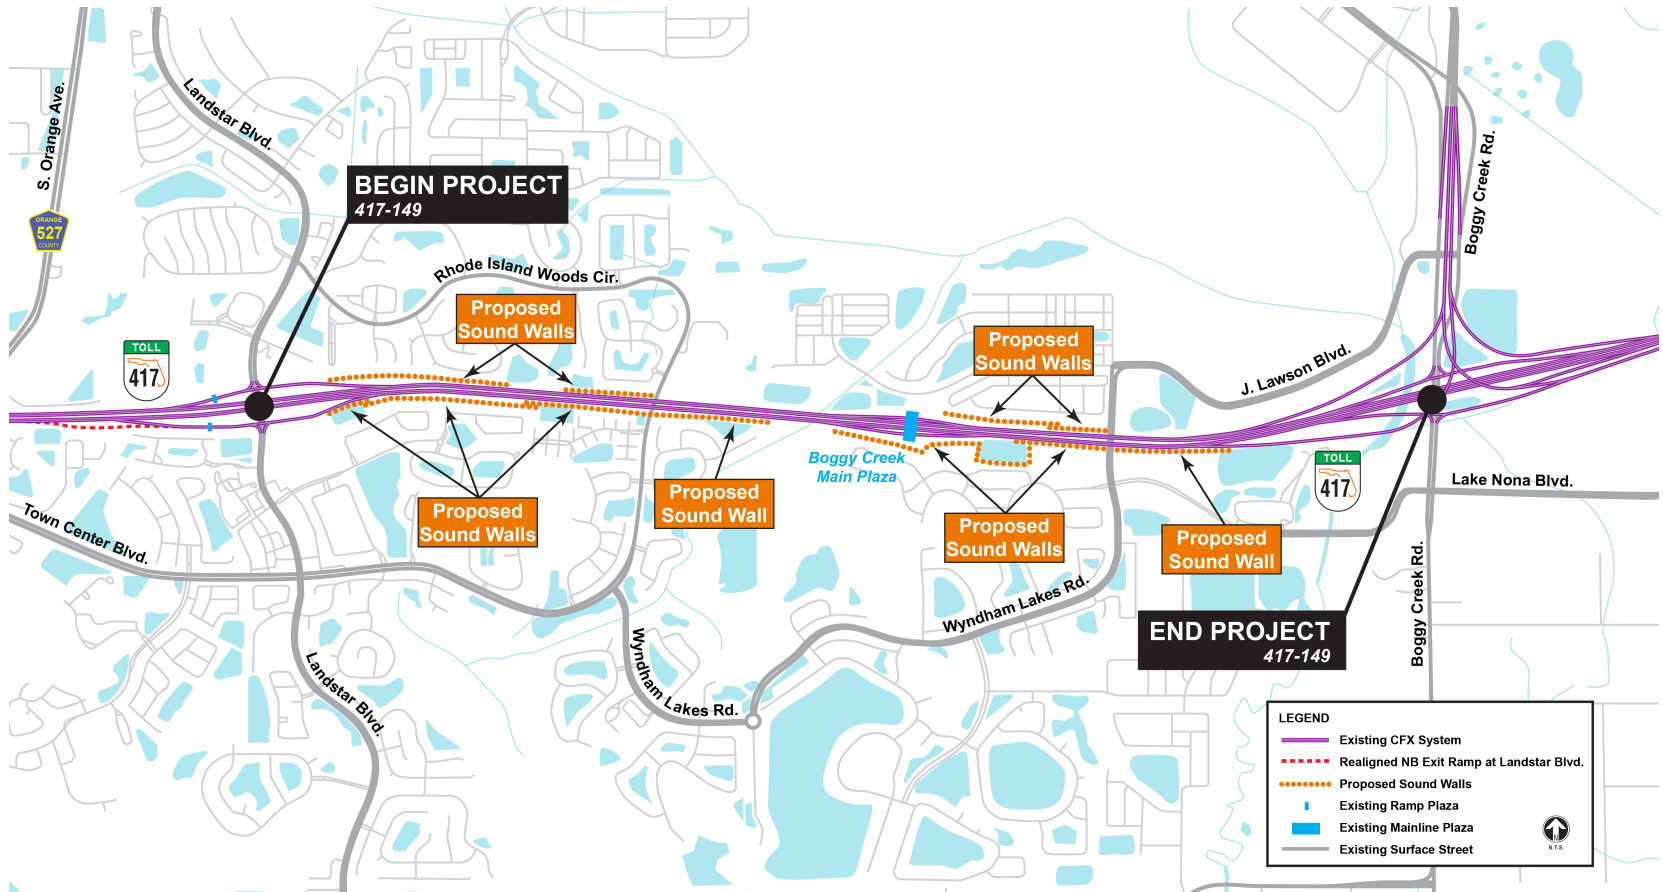 S. Orange Ave.
ORANGE
527
COUNTY
Landstar Blvd.
BEGIN PROJECT
417-149
Rhode Island Woods Cir.
Proposed
Sound Walls
TOLL
417
Proposed
Sound Walls
Boggy Creek Rd.
J. Lawson Blvd.
Boggy Creek
Main Plaza
Proposed
Sound Walls
Proposed
Sound Wall
Proposed
Sound Walls
Proposed
Sound Wall
TOLL
417
Lake Nona Blvd.
Town Center Blvd.
Wyndham Lakes Rd.
Boggy Creek Rd.
END PROJECT
417-149
Landstar Blvd.
Wyndham Lakes Rd.
LEGEND
Existing CFX System
Realigned NB Exit Ramp at Landstar Blvd.
Proposed Sound Walls
Existing Ramp Plaza
Existing Mainline Plaza
Existing Surface Street
N
N.T.S.